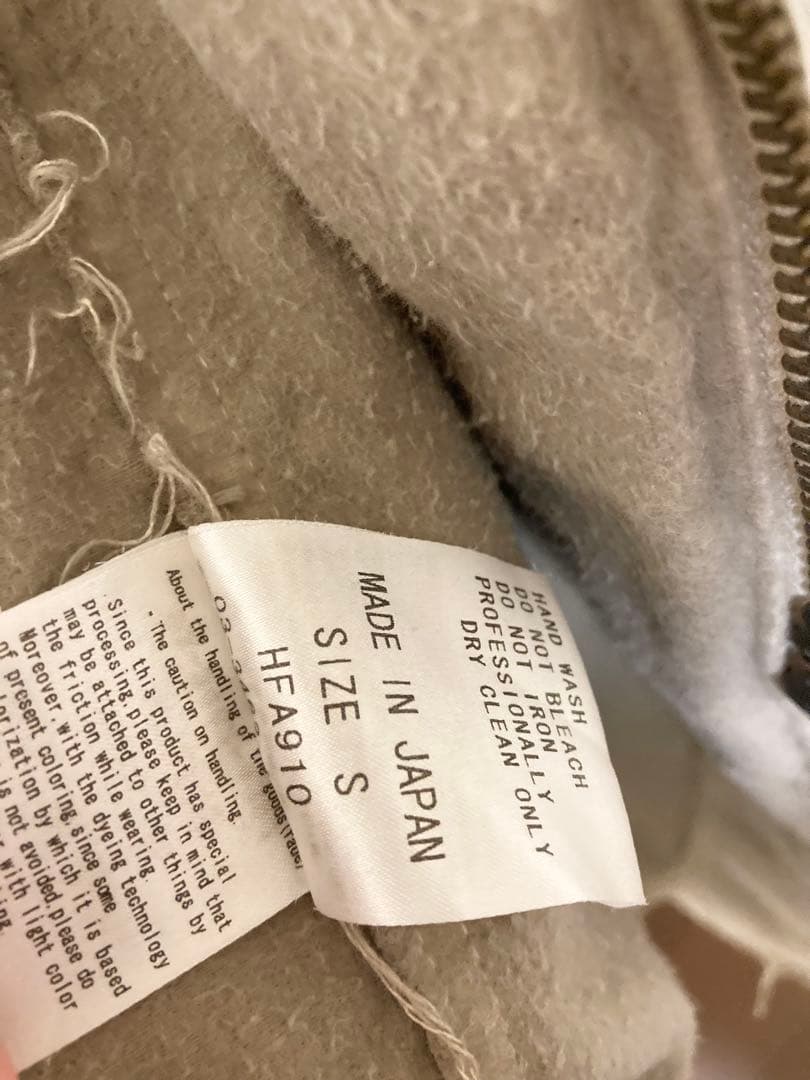 HAND WASH
DO NOT BLEACH
DO NOT IRON
PROFESSIONALLY
DRY CLEAN ONLY
MADE IN JAPAN
SIZE S
HFA910
03
About the handling of the goods
・The caution on handling.
Since this product has special
processing, please keep in mind that
may be attached to other things by
the friction while wearing.
Moreover, with the dyeing technology
of present coloring, since some
by which it is based
is not avoided, please do
with light color